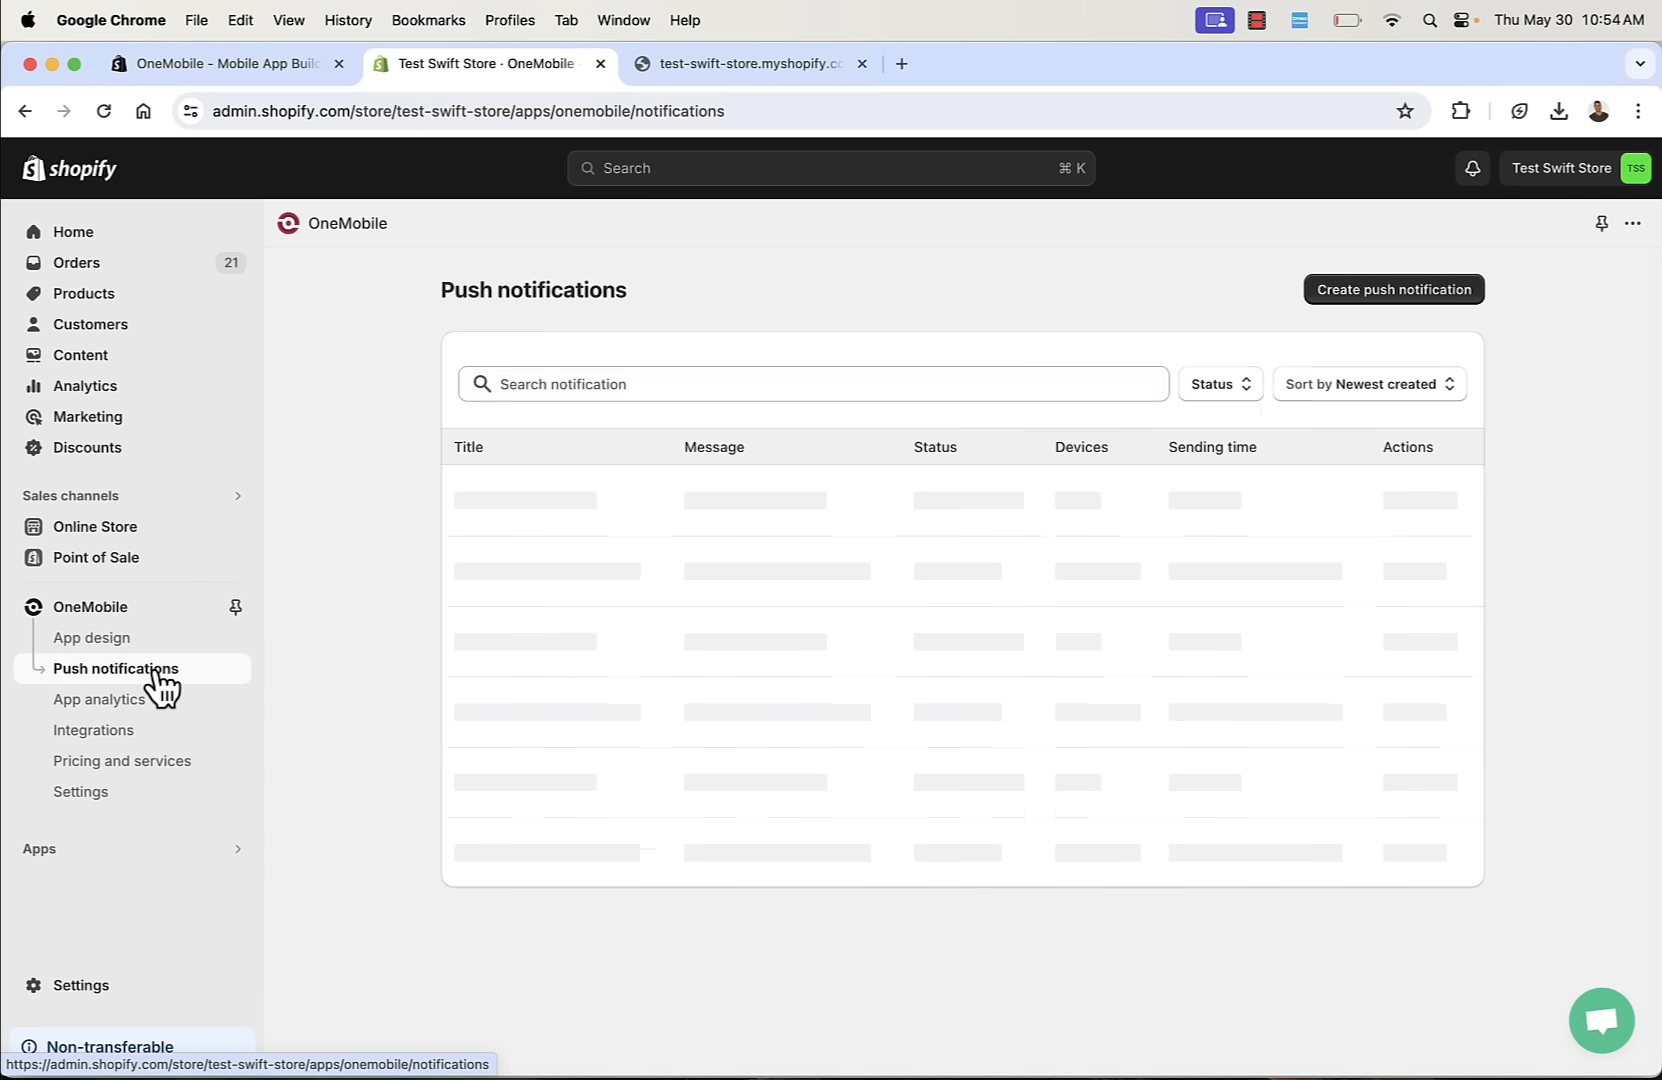 Google Chrome File Edit View History Bookmarks Profiles Tab Window Help Thu May 30 10:54 AM
OneMobile - Mobile App Buil Test Swift Store · OneMobile test-swift-store.myshopify.co
admin.shopify.com/store/test-swift-store/apps/onemobile/notifications
shopify Search ⌘ K Test Swift Store TSS
Home
Orders 21
Products
Customers
Content
Analytics
Marketing
Discounts
Sales channels
Online Store
Point of Sale
OneMobile
App design
Push notifications
App analytics
Integrations
Pricing and services
Settings
Apps
Settings
Non-transferable
https://admin.shopify.com/store/test-swift-store/apps/onemobile/notifications
OneMobile
Push notifications Create push notification
Search notification Status Sort by Newest created
Title Message Status Devices Sending time Actions